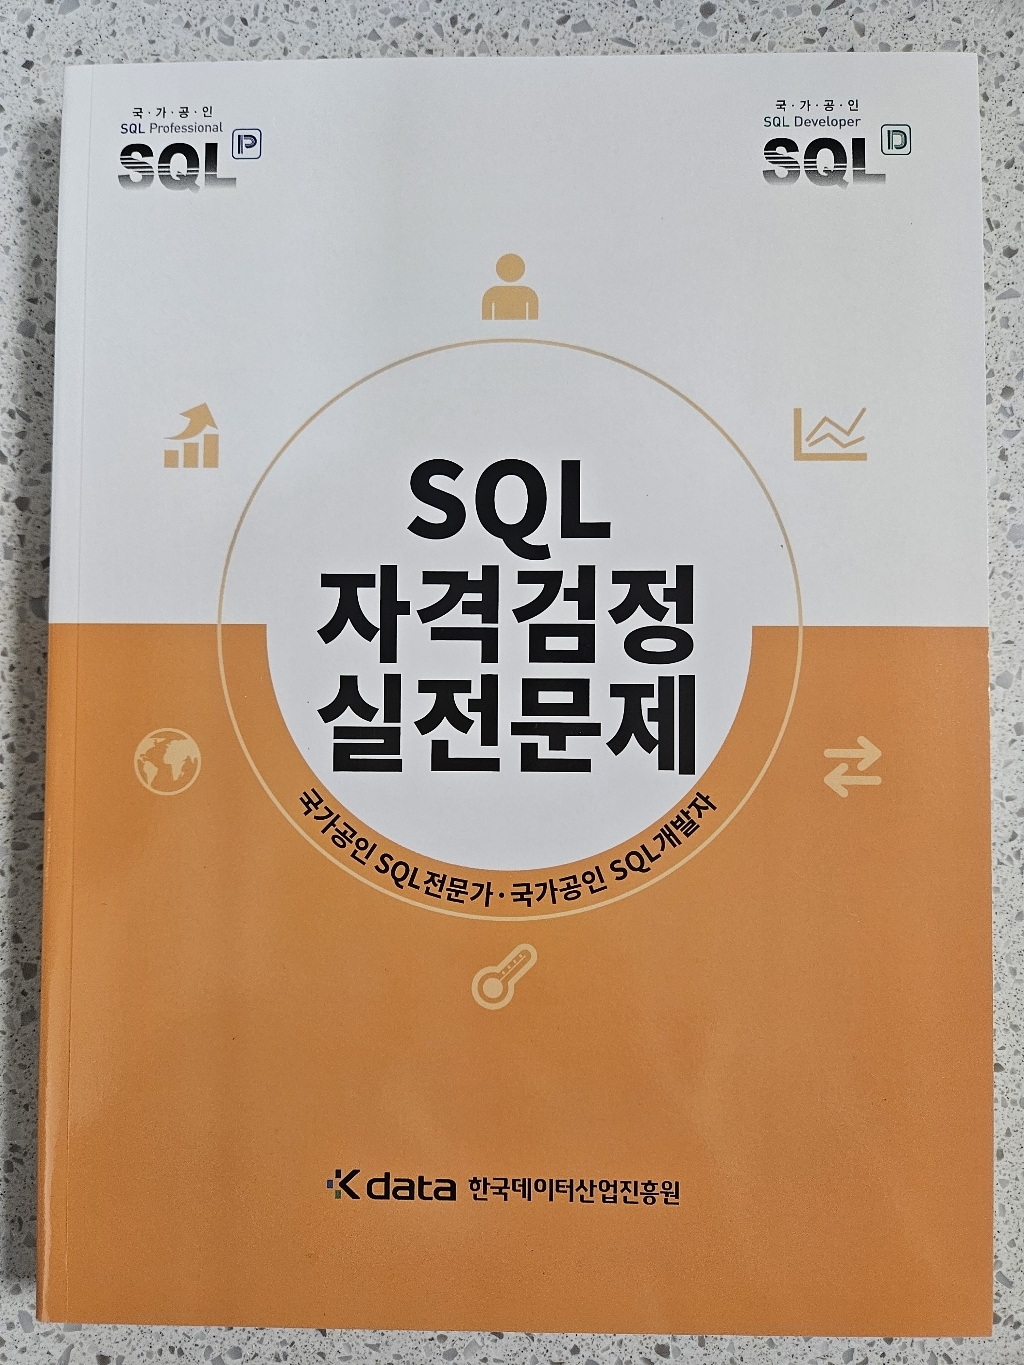 국·가·공·인
SQL Professional
SQL P
국·가·공·인
SQL Developer
SQL D
SQL
자격검정
실전문제
국가공인 SQL전문가·국가공인 SQL개발자
Kdata 한국데이터산업진흥원